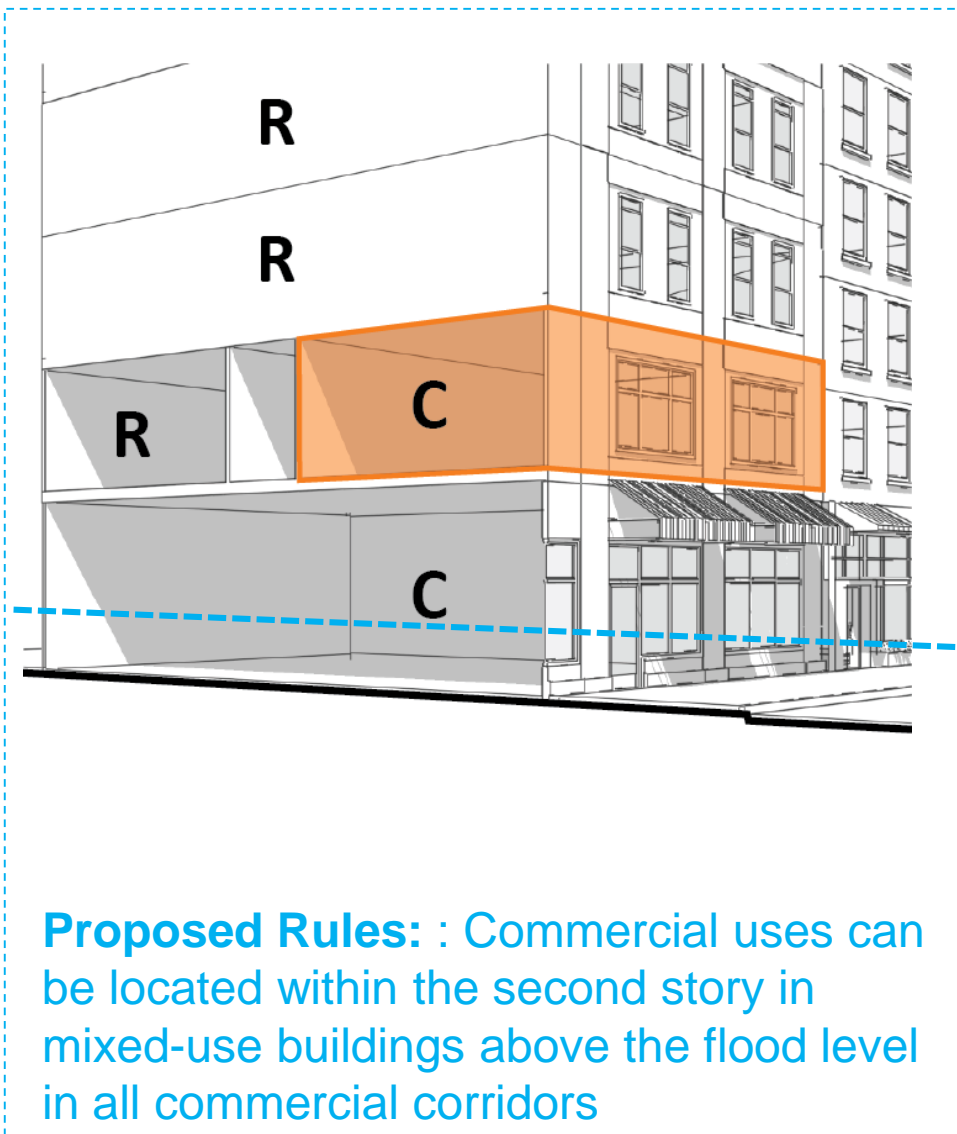 R
R
R
C
C
Proposed Rules: : Commercial uses can
be located within the second story in
mixed-use buildings above the flood level
in all commercial corridors